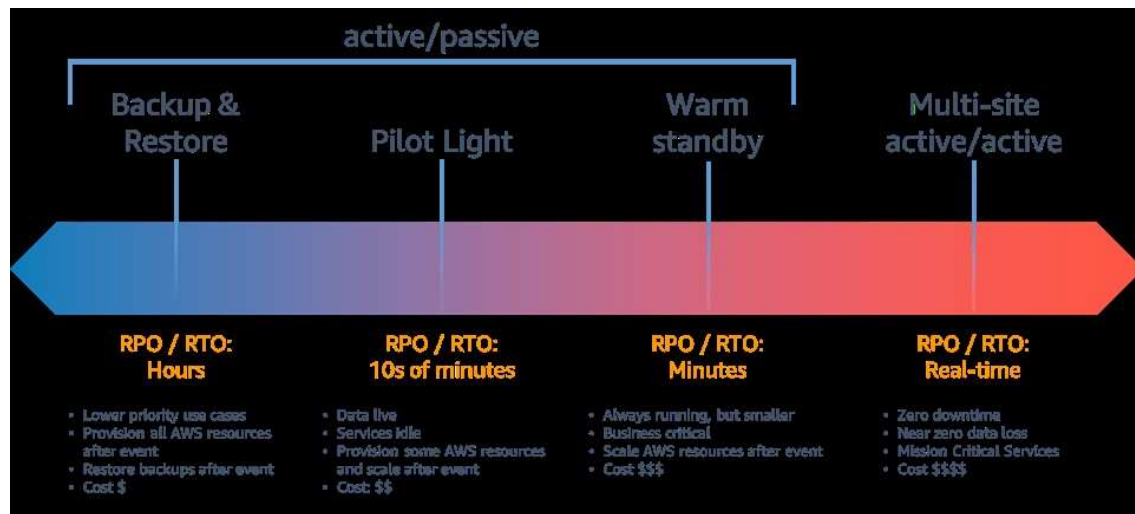 active/passive
Backup &
Restore
Pilot Light
Warm
standby
Multi-site
active/active
RPO / RTO:
Hours
RPO / RTO:
10s of minutes
RPO / RTO:
Minutes
RPO / RTO:
Real-time
• Lower priority use cases
• Provision all AWS resources
after event
• Restore backups after event
• Cost $
• Data live
• Services idle
• Provision some AWS resources
and scale after event
• Cost: $$
• Always running, but smaller
• Business critical
• Scale AWS resources after event
• Cost $$$
• Zero downtime
• Near zero data loss
• Mission Critical Services
• Cost $$$$